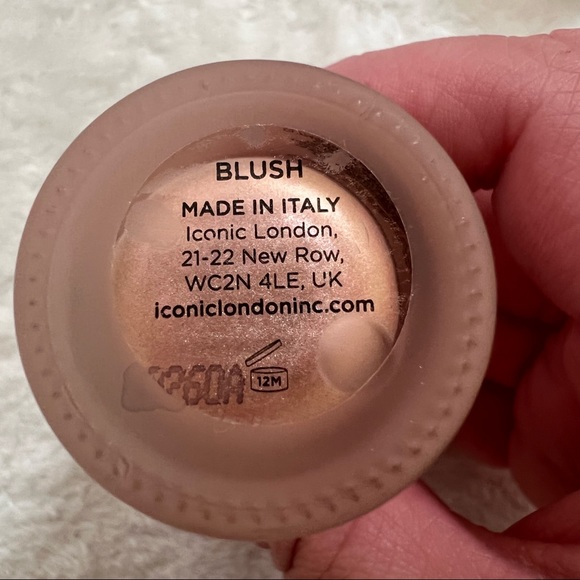 BLUSH
MADE IN ITALY
Iconic London,
21-22 New Row,
WC2N 4LE, UK
iconiclondoninc.com
12M